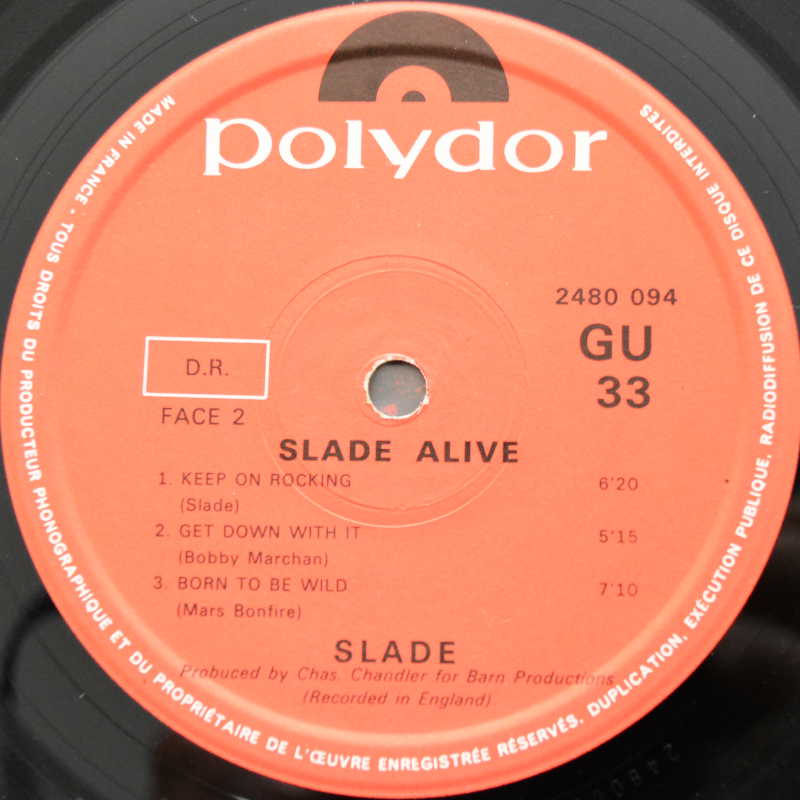 polydor
MADE IN FRANCE · TOUS DROITS DU PRODUCTEUR PHONOGRAPHIQUE ET DU PROPRIÉTAIRE DE L'ŒUVRE ENREGISTRÉE RÉSERVÉS. DUPLICATION, EXÉCUTION PUBLIQUE, RADIODIFFUSION DE CE DISQUE INTERDITES
2480 094
GU
33
D.R.
FACE 2
SLADE ALIVE
1. KEEP ON ROCKING 6'20
(Slade)
2. GET DOWN WITH IT 5'15
(Bobby Marchan)
3. BORN TO BE WILD 7'10
(Mars Bonfire)
SLADE
Produced by Chas. Chandler for Barn Productions
(Recorded in England)